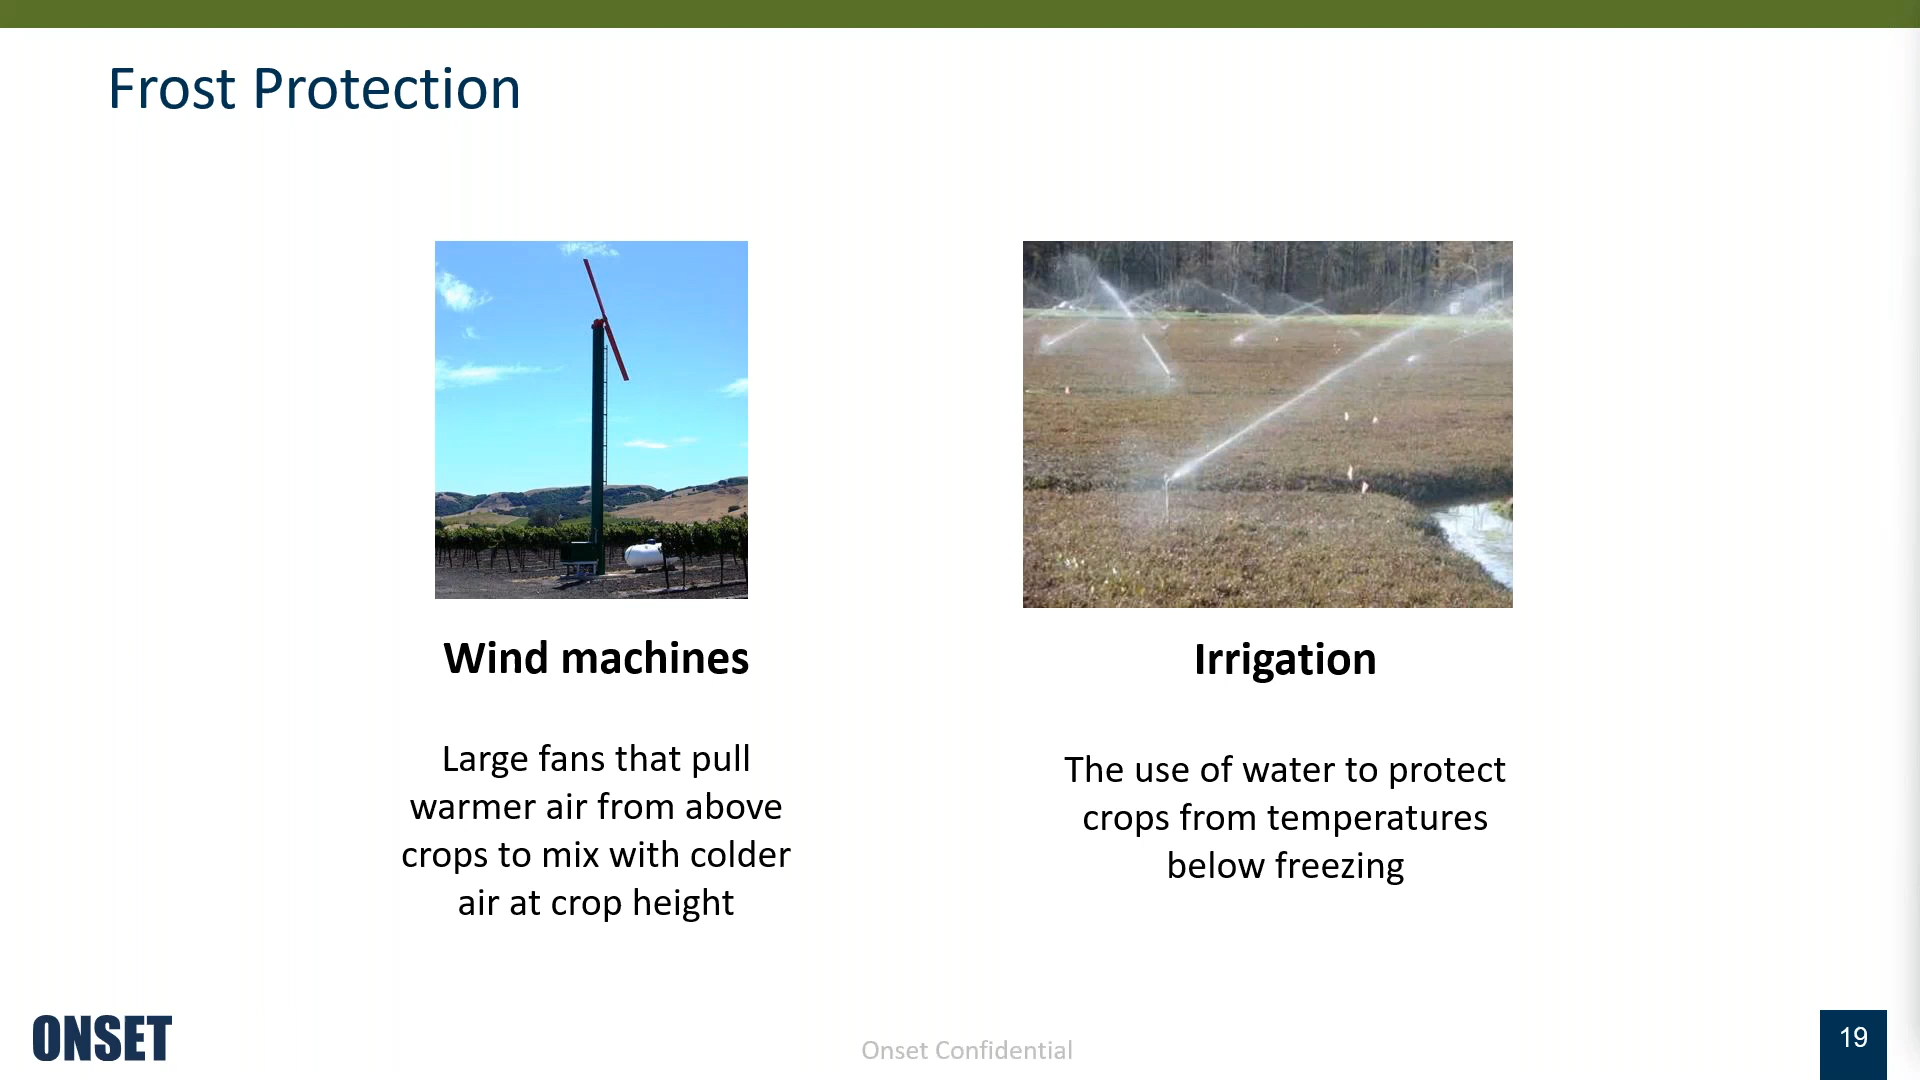 Frost Protection
Wind machines
Large fans that pull
warmer air from above
crops to mix with colder
air at crop height
Irrigation
The use of water to protect
crops from temperatures
below freezing
ONSET
Onset Confidential
19